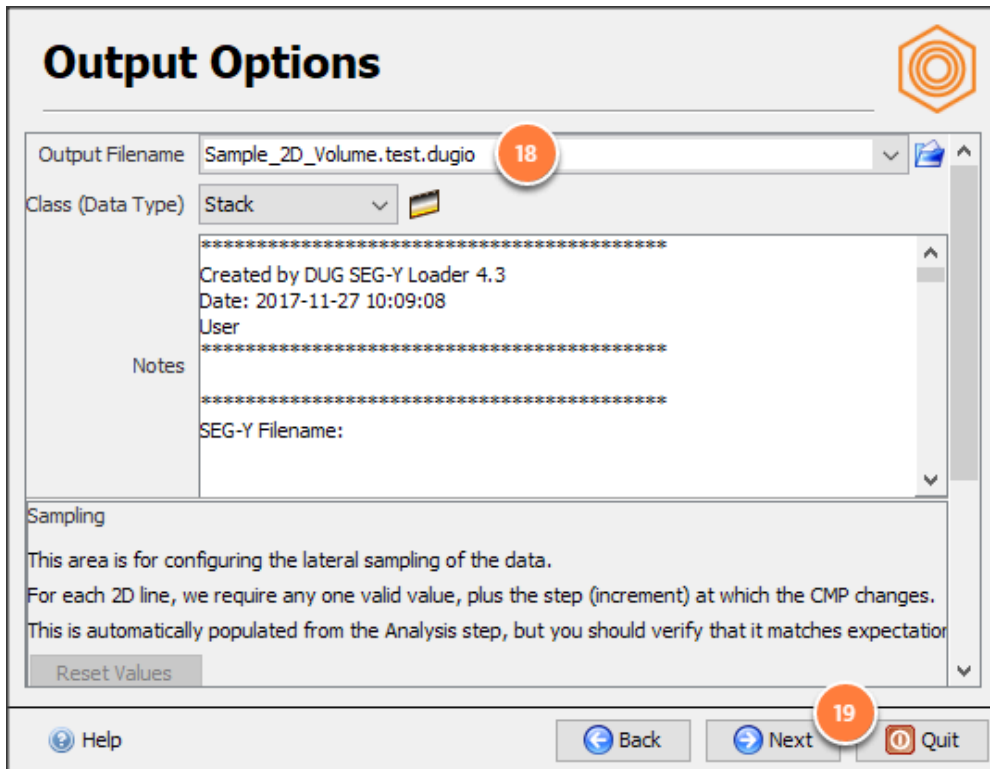 Output Options
Output Filename Sample_2D_Volume.test.dugio 18
Class (Data Type) Stack
******************************************
Created by DUG SEG-Y Loader 4.3
Date: 2017-11-27 10:09:08
User
******************************************
Notes
******************************************
SEG-Y Filename:
Sampling
This area is for configuring the lateral sampling of the data.
For each 2D line, we require any one valid value, plus the step (increment) at which the CMP changes.
This is automatically populated from the Analysis step, but you should verify that it matches expectation
Reset Values
19
Help Back Next Quit